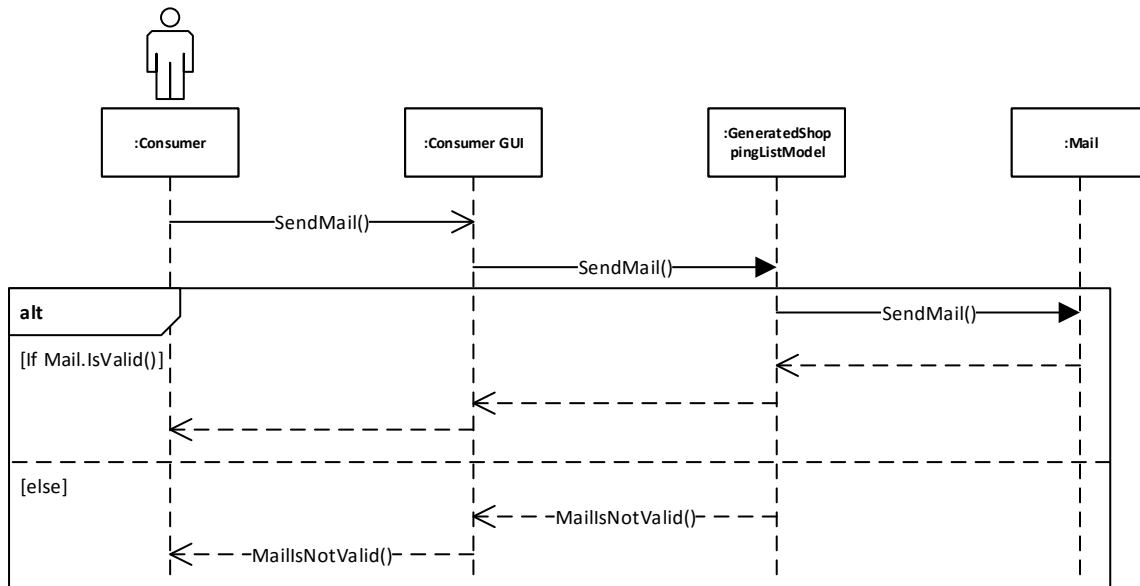 :Consumer
:Consumer GUI
:GeneratedShop
pingListModel
:Mail
SendMail()
SendMail()
alt
SendMail()
[If Mail.IsValid()]
[else]
MailIsNotValid()
MailIsNotValid()